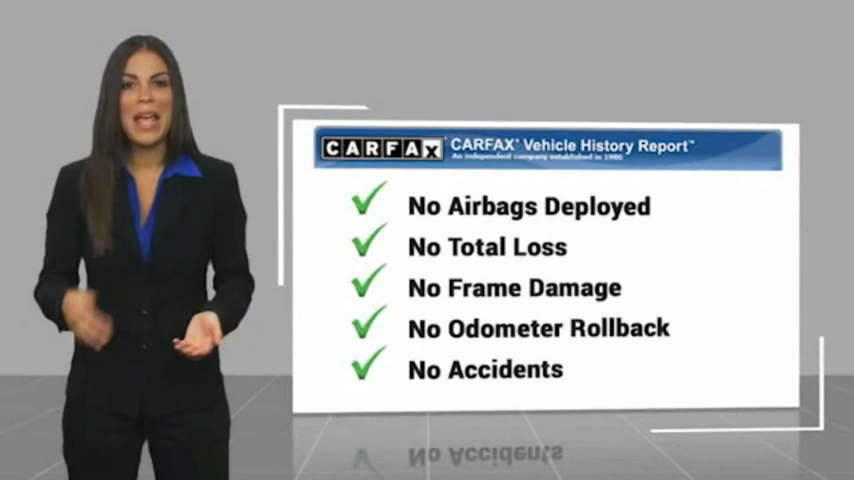 CARFAX CARFAX® Vehicle History Report™
An independent company established in 1986
No Airbags Deployed
No Total Loss
No Frame Damage
No Odometer Rollback
No Accidents
No Accidents